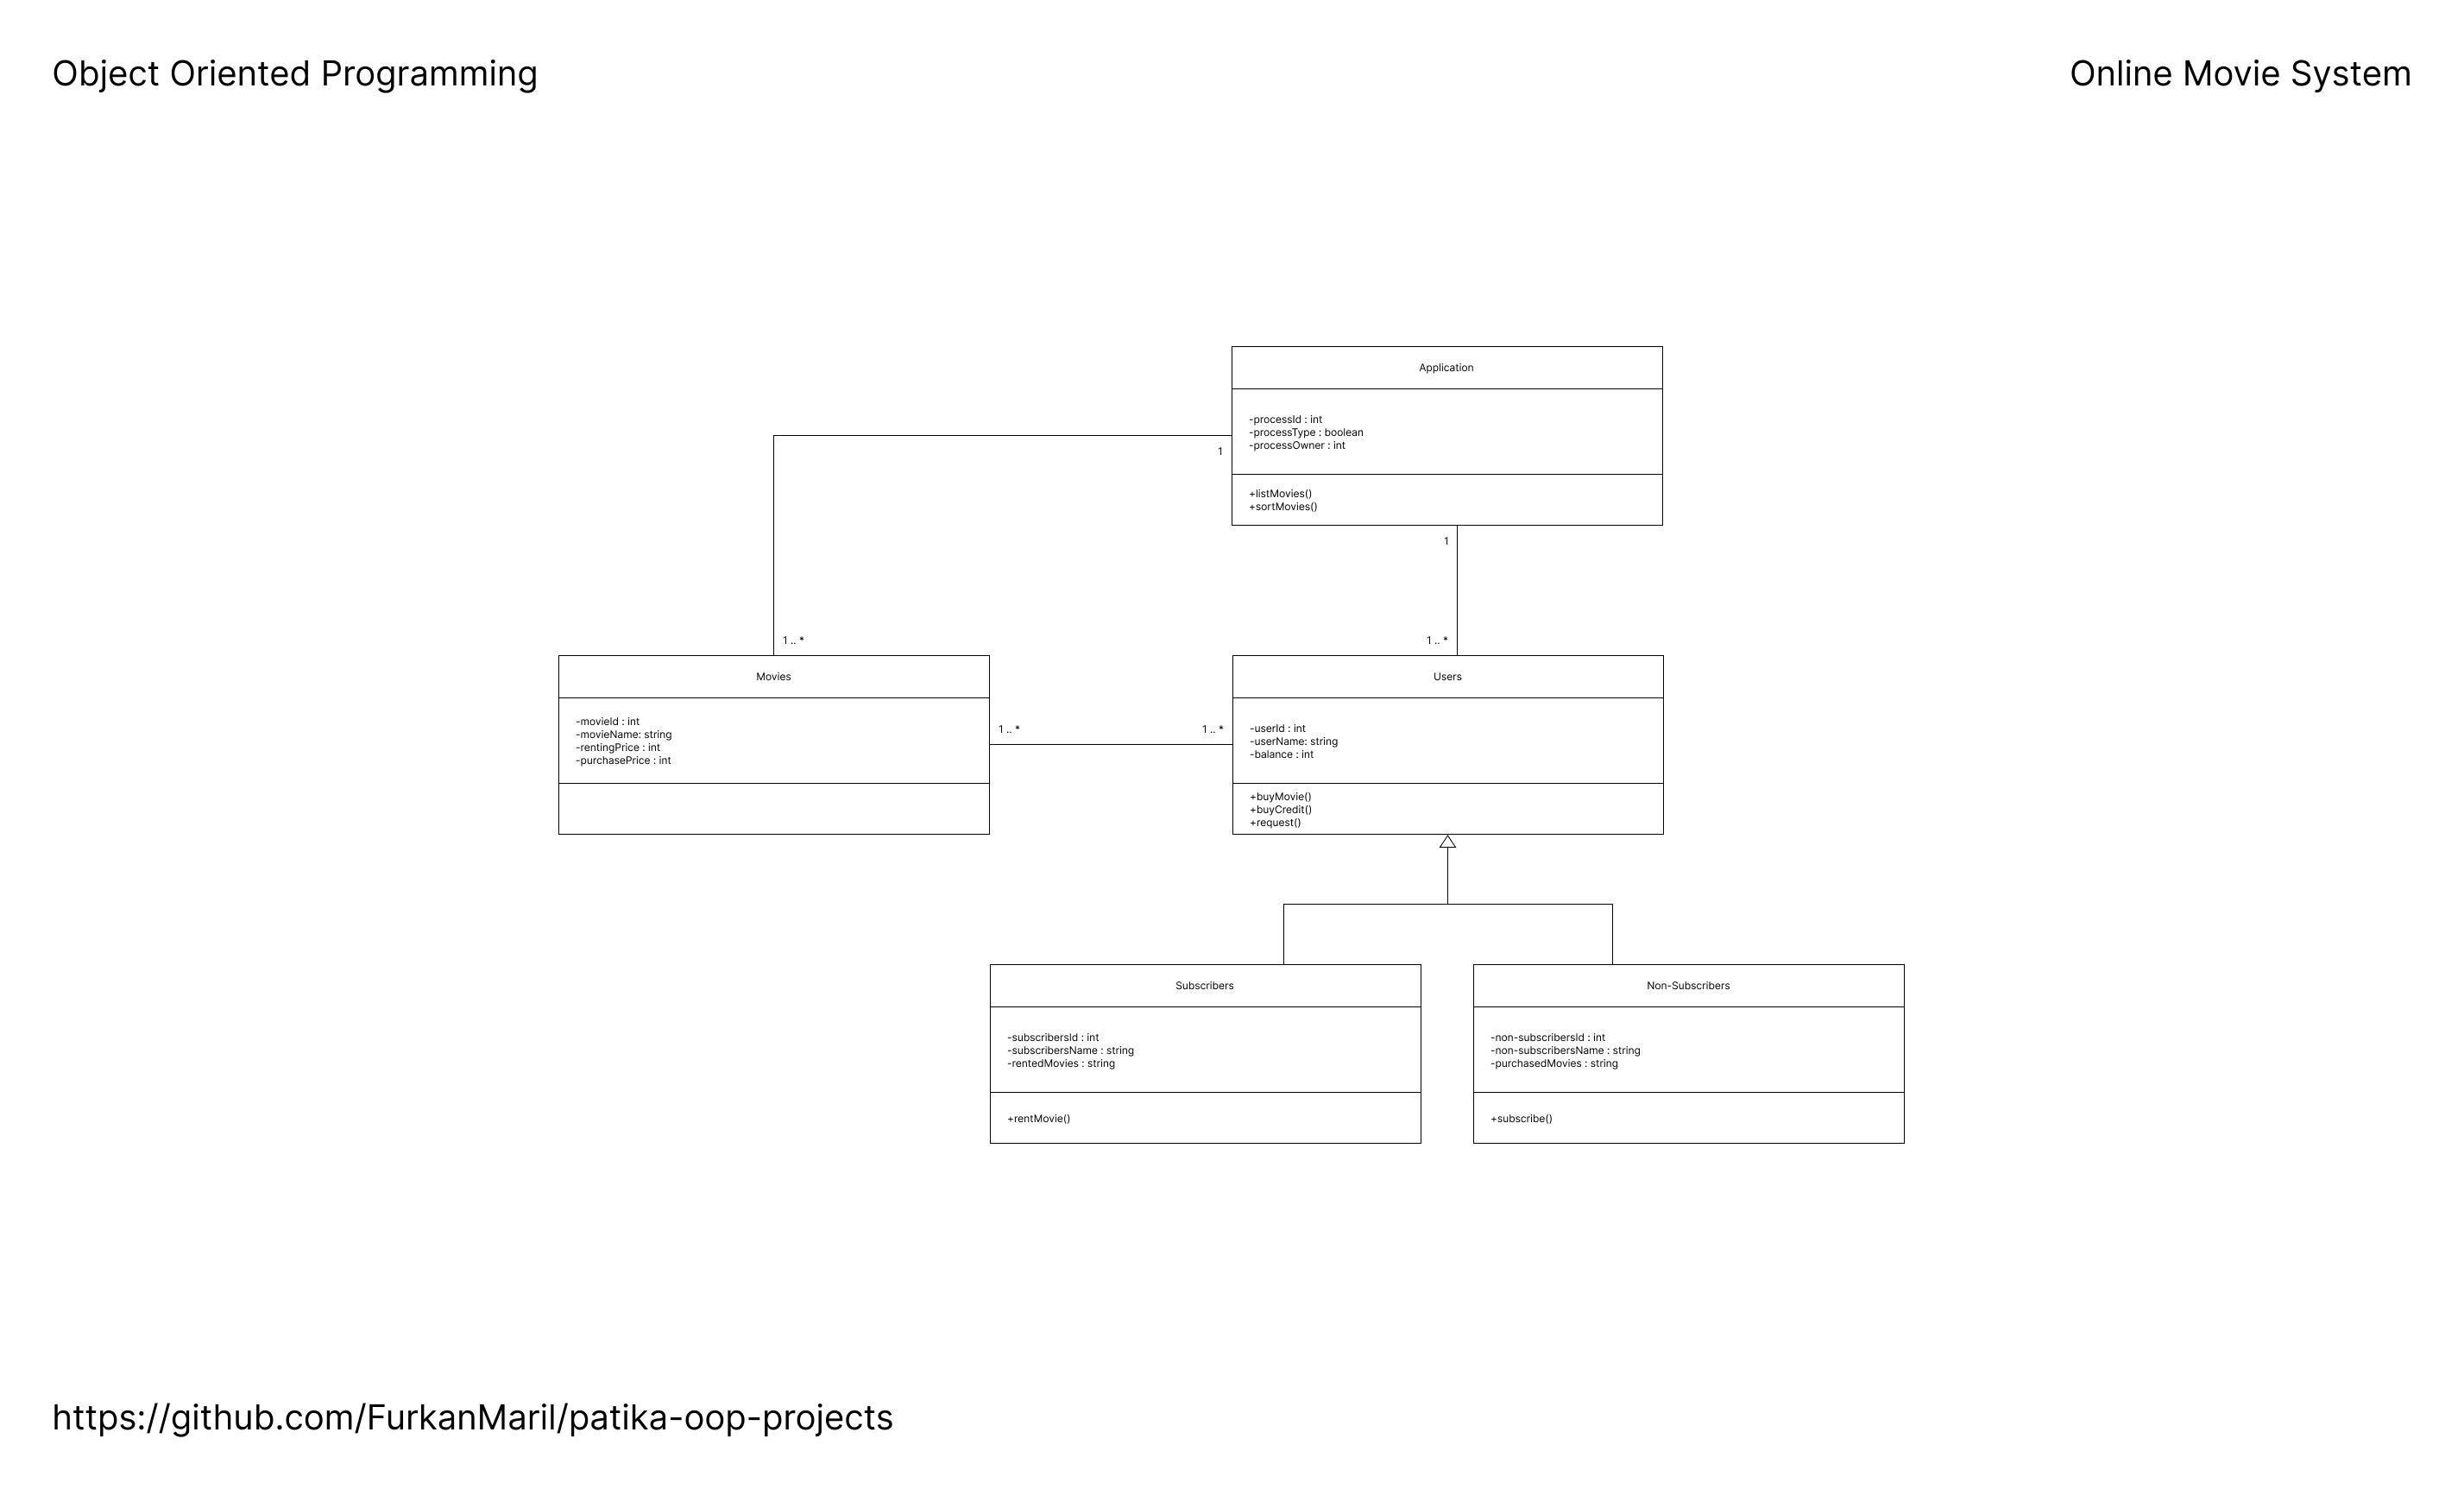 Object Oriented Programming
Online Movie System
Application
-processId : int
-processType : boolean
-processOwner : int
+listMovies()
+sortMovies()
1
1
1 .. *
1 .. *
Movies
-movieId : int
-movieName: string
-rentingPrice : int
-purchasePrice : int
1 .. *
1 .. *
Users
-userId : int
-userName: string
-balance : int
+buyMovie()
+buyCredit()
+request()
Subscribers
-subscribersId : int
-subscribersName : string
-rentedMovies : string
+rentMovie()
Non-Subscribers
-non-subscribersId : int
-non-subscribersName : string
-purchasedMovies : string
+subscribe()
https://github.com/FurkanMaril/patika-oop-projects